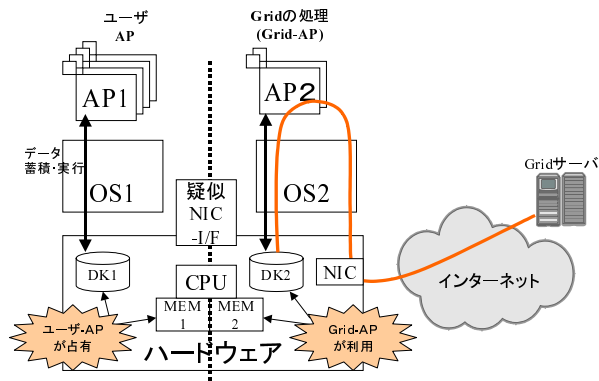 ユーザ
AP
Gridの処理
(Grid-AP)
AP1
AP2
データ
蓄積・実行
OS1
OS2
Gridサーバ
疑似
NIC
-I/F
DK1
DK2
NIC
インターネット
CPU
MEM
1
MEM
2
ユーザ-AP
が占有
Grid-AP
が利用
ハードウェア